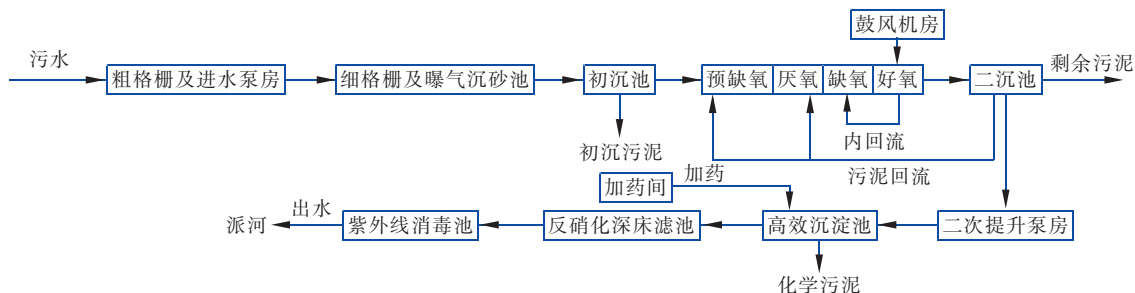 鼓风机房
污水
粗格栅及进水泵房
细格栅及曝气沉砂池
初沉池
预缺氧
厌氧
缺氧
好氧
二沉池
剩余污泥
内回流
初沉污泥
污泥回流
加药间
加药
派河
出水
紫外线消毒池
反硝化深床滤池
高效沉淀池
二次提升泵房
化学污泥